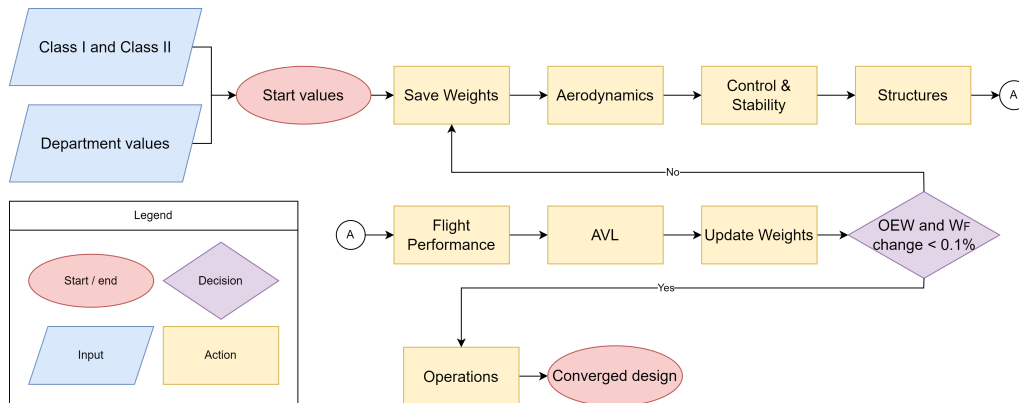 Class I and Class II
Start values
Save Weights
Aerodynamics
Control &
Stability
Structures
A
Department values
No
Legend
Start / end
Decision
Input
Action
A
Flight
Performance
AVL
Update Weights
OEW and WF
change < 0.1%
Yes
Operations
Converged design